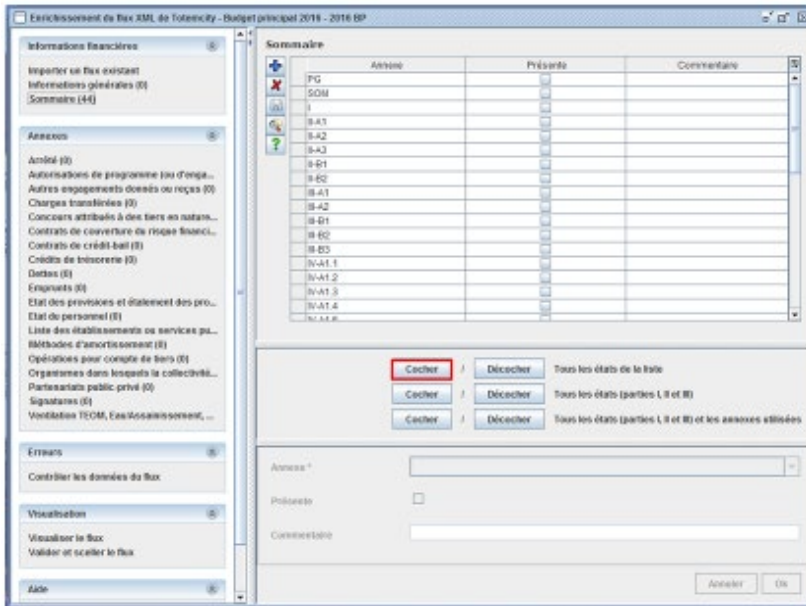 Enrichissement du flux XML de Totemcity - Budget principal 2016 - 2016 BP
Informations financières
Importer un flux existant
Informations générales (0)
Sommaire (44)
Annexes
Arrêté (0)
Autorisations de programme (ou d'enga...
Autres engagements donnés ou reçus (0)
Charges transférées (0)
Concours attribués à des tiers en nature...
Contrats de couverture du risque financi...
Contrats de crédit-bail (0)
Crédits de trésorerie (0)
Dettes (0)
Emprunts (0)
Etat des provisions et étalement des pro...
Etat du personnel (0)
Liste des établissements ou services pu...
Méthodes d'amortissement (0)
Opérations pour compte de tiers (0)
Organismes dans lesquels la collectivité...
Partenariats public-privé (0)
Signatures (0)
Ventilation TEOM, Eau/Assainissement, ...
Erreurs
Contrôler les données du flux
Visualisation
Visualiser le flux
Valider et sceller le flux
Aide
Sommaire
Annexe Présente Commentaire
PG
SOM
I
II-A1
II-A2
II-A3
II-B1
II-B2
III-A1
III-A2
III-B1
III-B2
III-B3
IV-A1.1
IV-A1.2
IV-A1.3
IV-A1.4
Cocher / Décocher Tous les états de la liste
Cocher / Décocher Tous les états (parties I, II et III)
Cocher / Décocher Tous les états (parties I, II et III) et les annexes utilisées
Annexe *
Présente
Commentaire
Annuler Ok